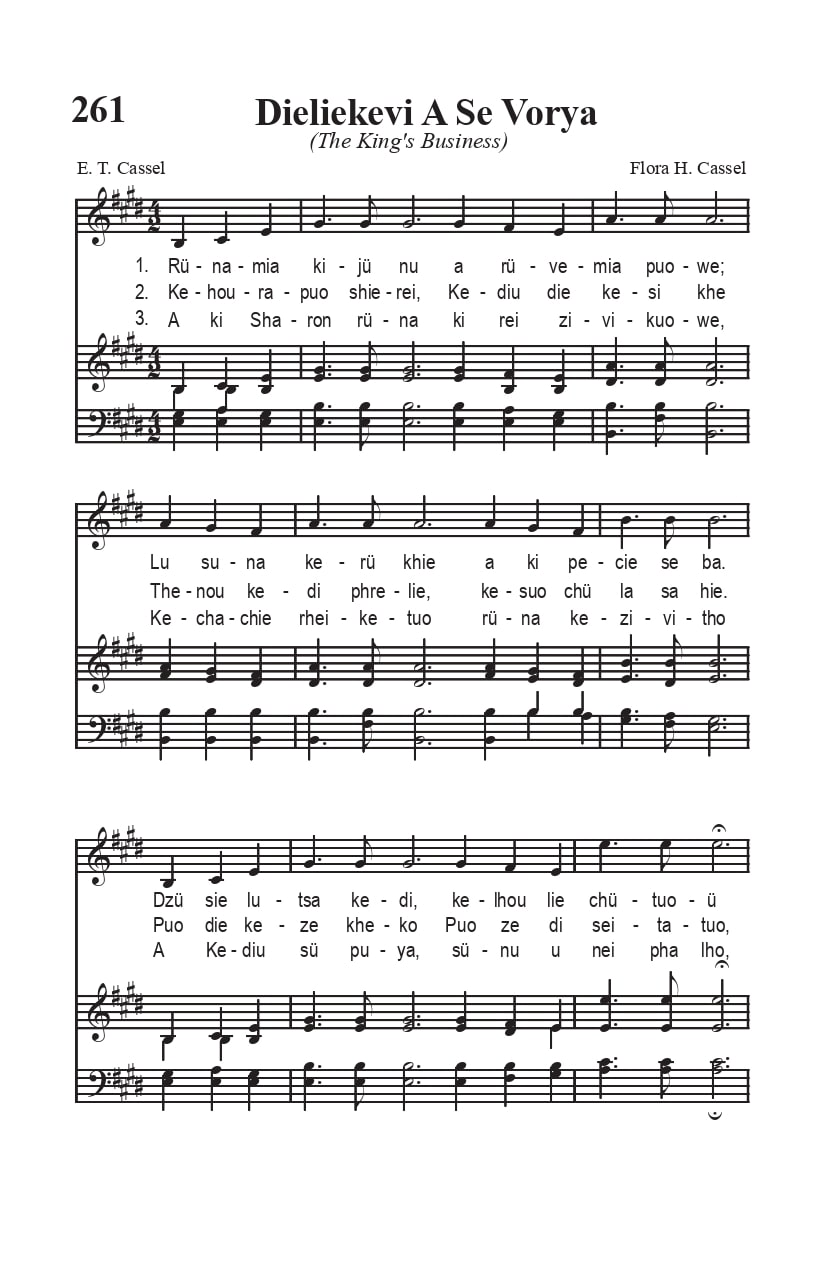 261
Dieliekevi A Se Vorya
(The King's Business)
E. T. Cassel Flora H. Cassel
1. Rü - na - mia ki - jü nu a rü - ve - mia puo - we;
2. Ke - hou - ra - puo shie - rei, Ke - diu die ke - si khe
3. A ki Sha - ron rü - na ki rei zi - vi - kuo - we,
Lu su - na ke - rü khie a ki pe - cie se ba.
The - nou ke - di phre - lie, ke - suo chü la sa hie.
Ke - cha - chie rhei - ke - tuo rü - na ke - zi - vi - tho
Dzü sie lu - tsa ke - di, ke - lhou lie chü - tuo - ü
Puo die ke - ze khe - ko Puo ze di sei - ta - tuo,
A Ke - diu sü pu - ya, sü - nu u nei pha lho,